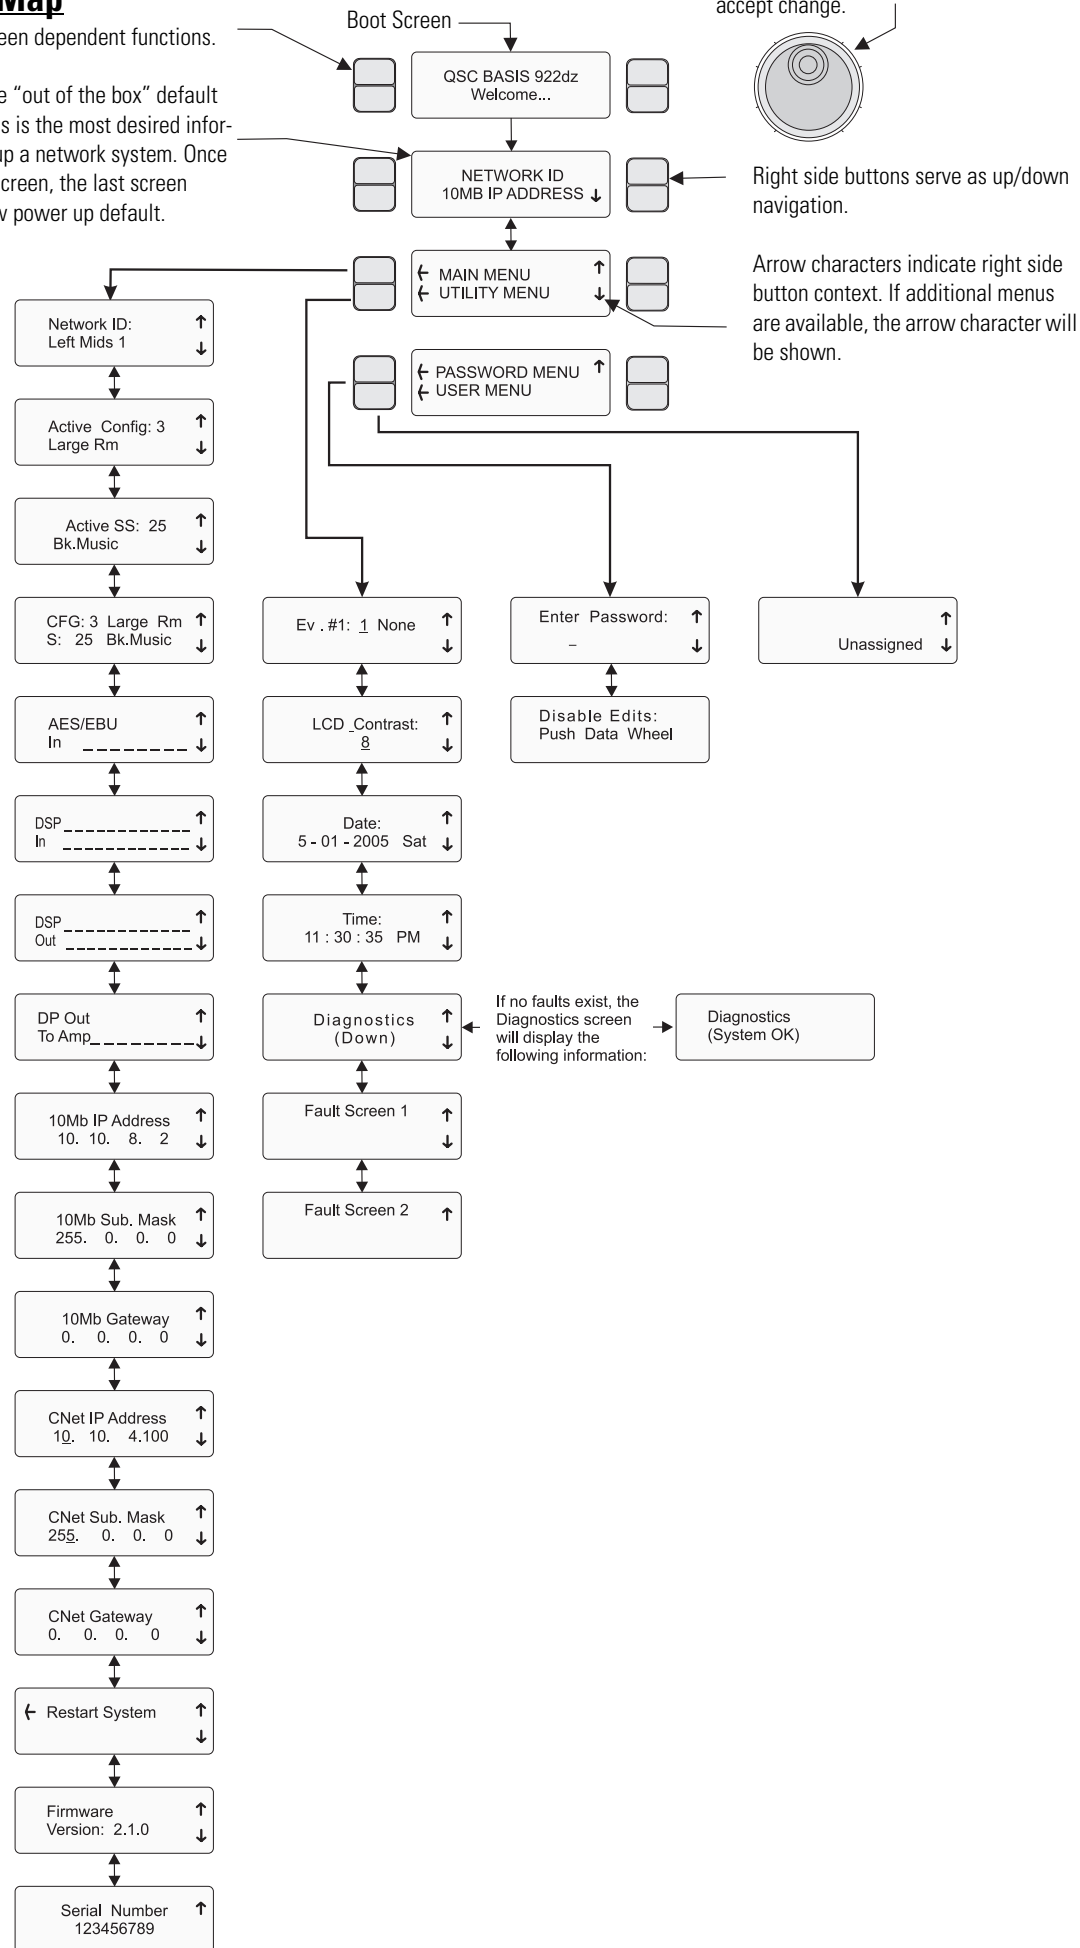 Map
een dependent functions.
e “out of the box” default
s is the most desired infor-
up a network system. Once
creen, the last screen
w power up default.
Boot Screen
accept change.
QSC BASIS 922dz
Welcome...
NETWORK ID
10MB IP ADDRESS ↓
Right side buttons serve as up/down
navigation.
← MAIN MENU ↑
← UTILITY MENU ↓
Arrow characters indicate right side
button context. If additional menus
are available, the arrow character will
be shown.
← PASSWORD MENU ↑
← USER MENU
Network ID: ↑
Left Mids 1 ↓
Active Config: 3 ↑
Large Rm ↓
Active SS: 25 ↑
Bk.Music ↓
CFG: 3 Large Rm ↑
S: 25 Bk.Music ↓
AES/EBU ↑
In _ _ _ _ _ _ _ _ ↓
DSP _ _ _ _ _ _ _ _ _ _ _ _ ↑
In _ _ _ _ _ _ _ _ _ _ _ _ ↓
DSP _ _ _ _ _ _ _ _ _ _ _ _ ↑
Out _ _ _ _ _ _ _ _ _ _ _ _ ↓
DP Out ↑
To Amp_ _ _ _ _ _ _ _ _ ↓
10Mb IP Address ↑
10. 10. 8. 2 ↓
10Mb Sub. Mask ↑
255. 0. 0. 0 ↓
10Mb Gateway ↑
0. 0. 0. 0 ↓
CNet IP Address ↑
10. 10. 4.100 ↓
CNet Sub. Mask ↑
255. 0. 0. 0 ↓
CNet Gateway ↑
0. 0. 0. 0 ↓
← Restart System ↑
↓
Firmware ↑
Version: 2.1.0 ↓
Serial Number ↑
123456789
Ev . #1: 1 None ↑
↓
LCD _Contrast: ↑
8 ↓
Date: ↑
5 - 01 - 2005 Sat ↓
Time: ↑
11 : 30 : 35 PM ↓
Diagnostics ↑
(Down) ↓
If no faults exist, the
Diagnostics screen
will display the
following information:
Diagnostics
(System OK)
Fault Screen 1 ↑
↓
Fault Screen 2 ↑
Enter Password: ↑
_ ↓
Disable Edits:
Push Data Wheel
↑
Unassigned ↓